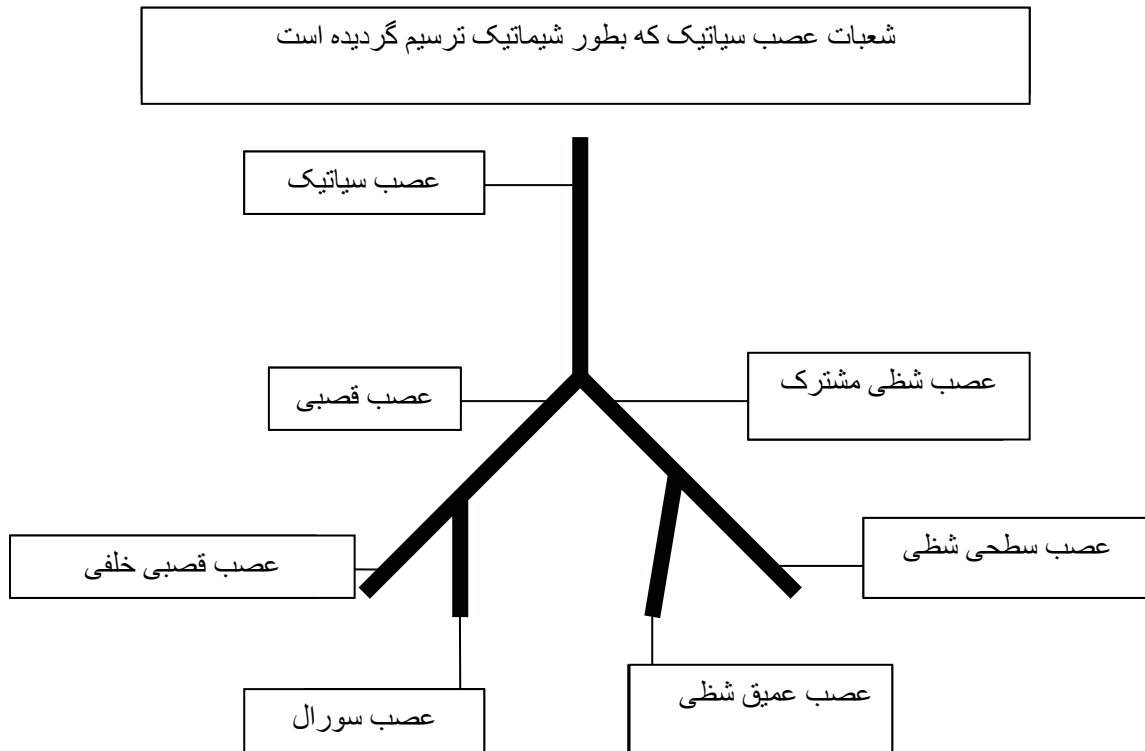 شعبات عصب سیاتیک که بطور شیماتیک ترسیم گردیده است
عصب سیاتیک
عصب شظی مشترک
عصب قصبی
عصب سطحی شظی
عصب قصبی خلفی
عصب عمیق شظی
عصب سورال